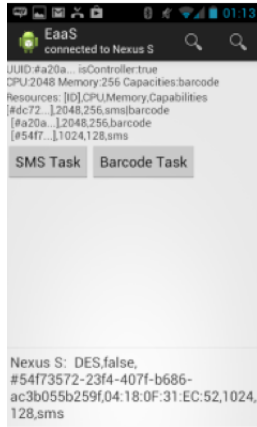 01:13
EaaS
connected to Nexus S
UUID:#a20a... isController:true
CPU:2048 Memory:256 Capacities:barcode
Resources: [ID],CPU,Memory,Capabilities
[#dc72...],2048,256,sms|barcode
[#a20a...],2048,256,barcode
[#54f7...],1024,128,sms
SMS Task
Barcode Task
Nexus S:  DES,false,
#54f73572-23f4-407f-b686-
ac3b055b259f,04:18:0F:31:EC:52,1024,
128,sms